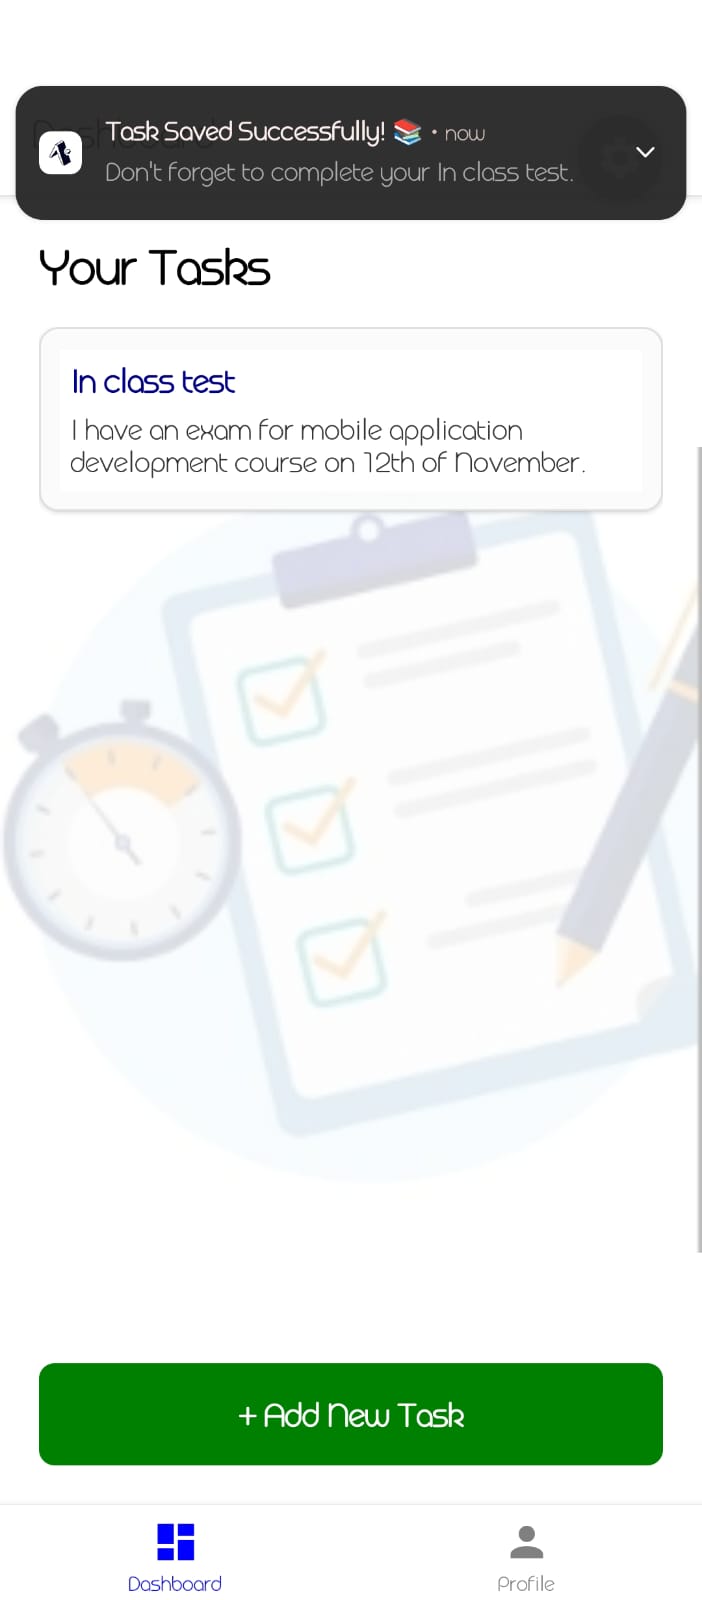 Task Saved Successfully! 📚 • now
Don't forget to complete your In class test.
Dashboard
Your Tasks
In class test
I have an exam for mobile application
development course on 12th of November.
+ Add New Task
Dashboard
Profile